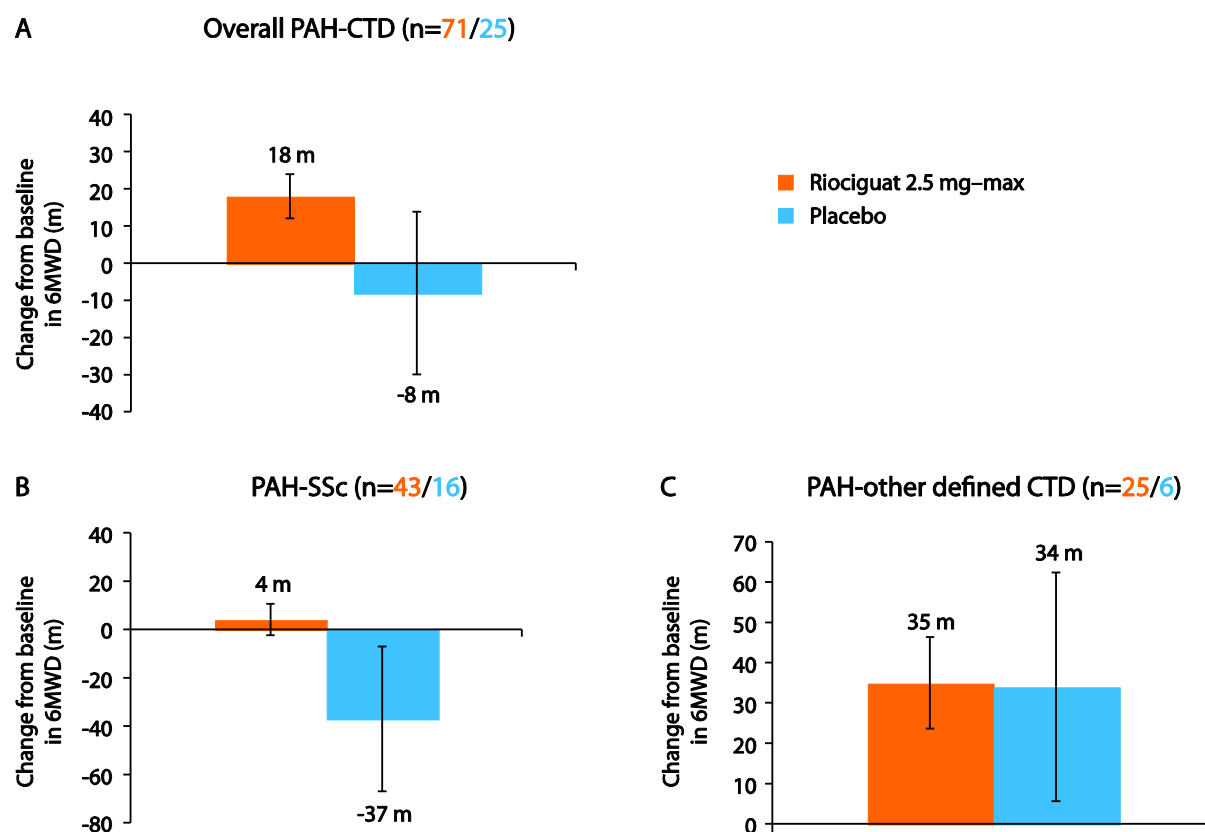 A
Overall PAH-CTD (n=71/25)
Change from baseline
in 6MWD (m)
40
30
20
10
0
-10
-20
-30
-40
18 m
-8 m
Riociguat 2.5 mg–max
Placebo
B
PAH-SSc (n=43/16)
Change from baseline
in 6MWD (m)
40
20
0
-20
-40
-60
-80
4 m
-37 m
C
PAH-other defined CTD (n=25/6)
Change from baseline
in 6MWD (m)
70
60
50
40
30
20
10
0
35 m
34 m